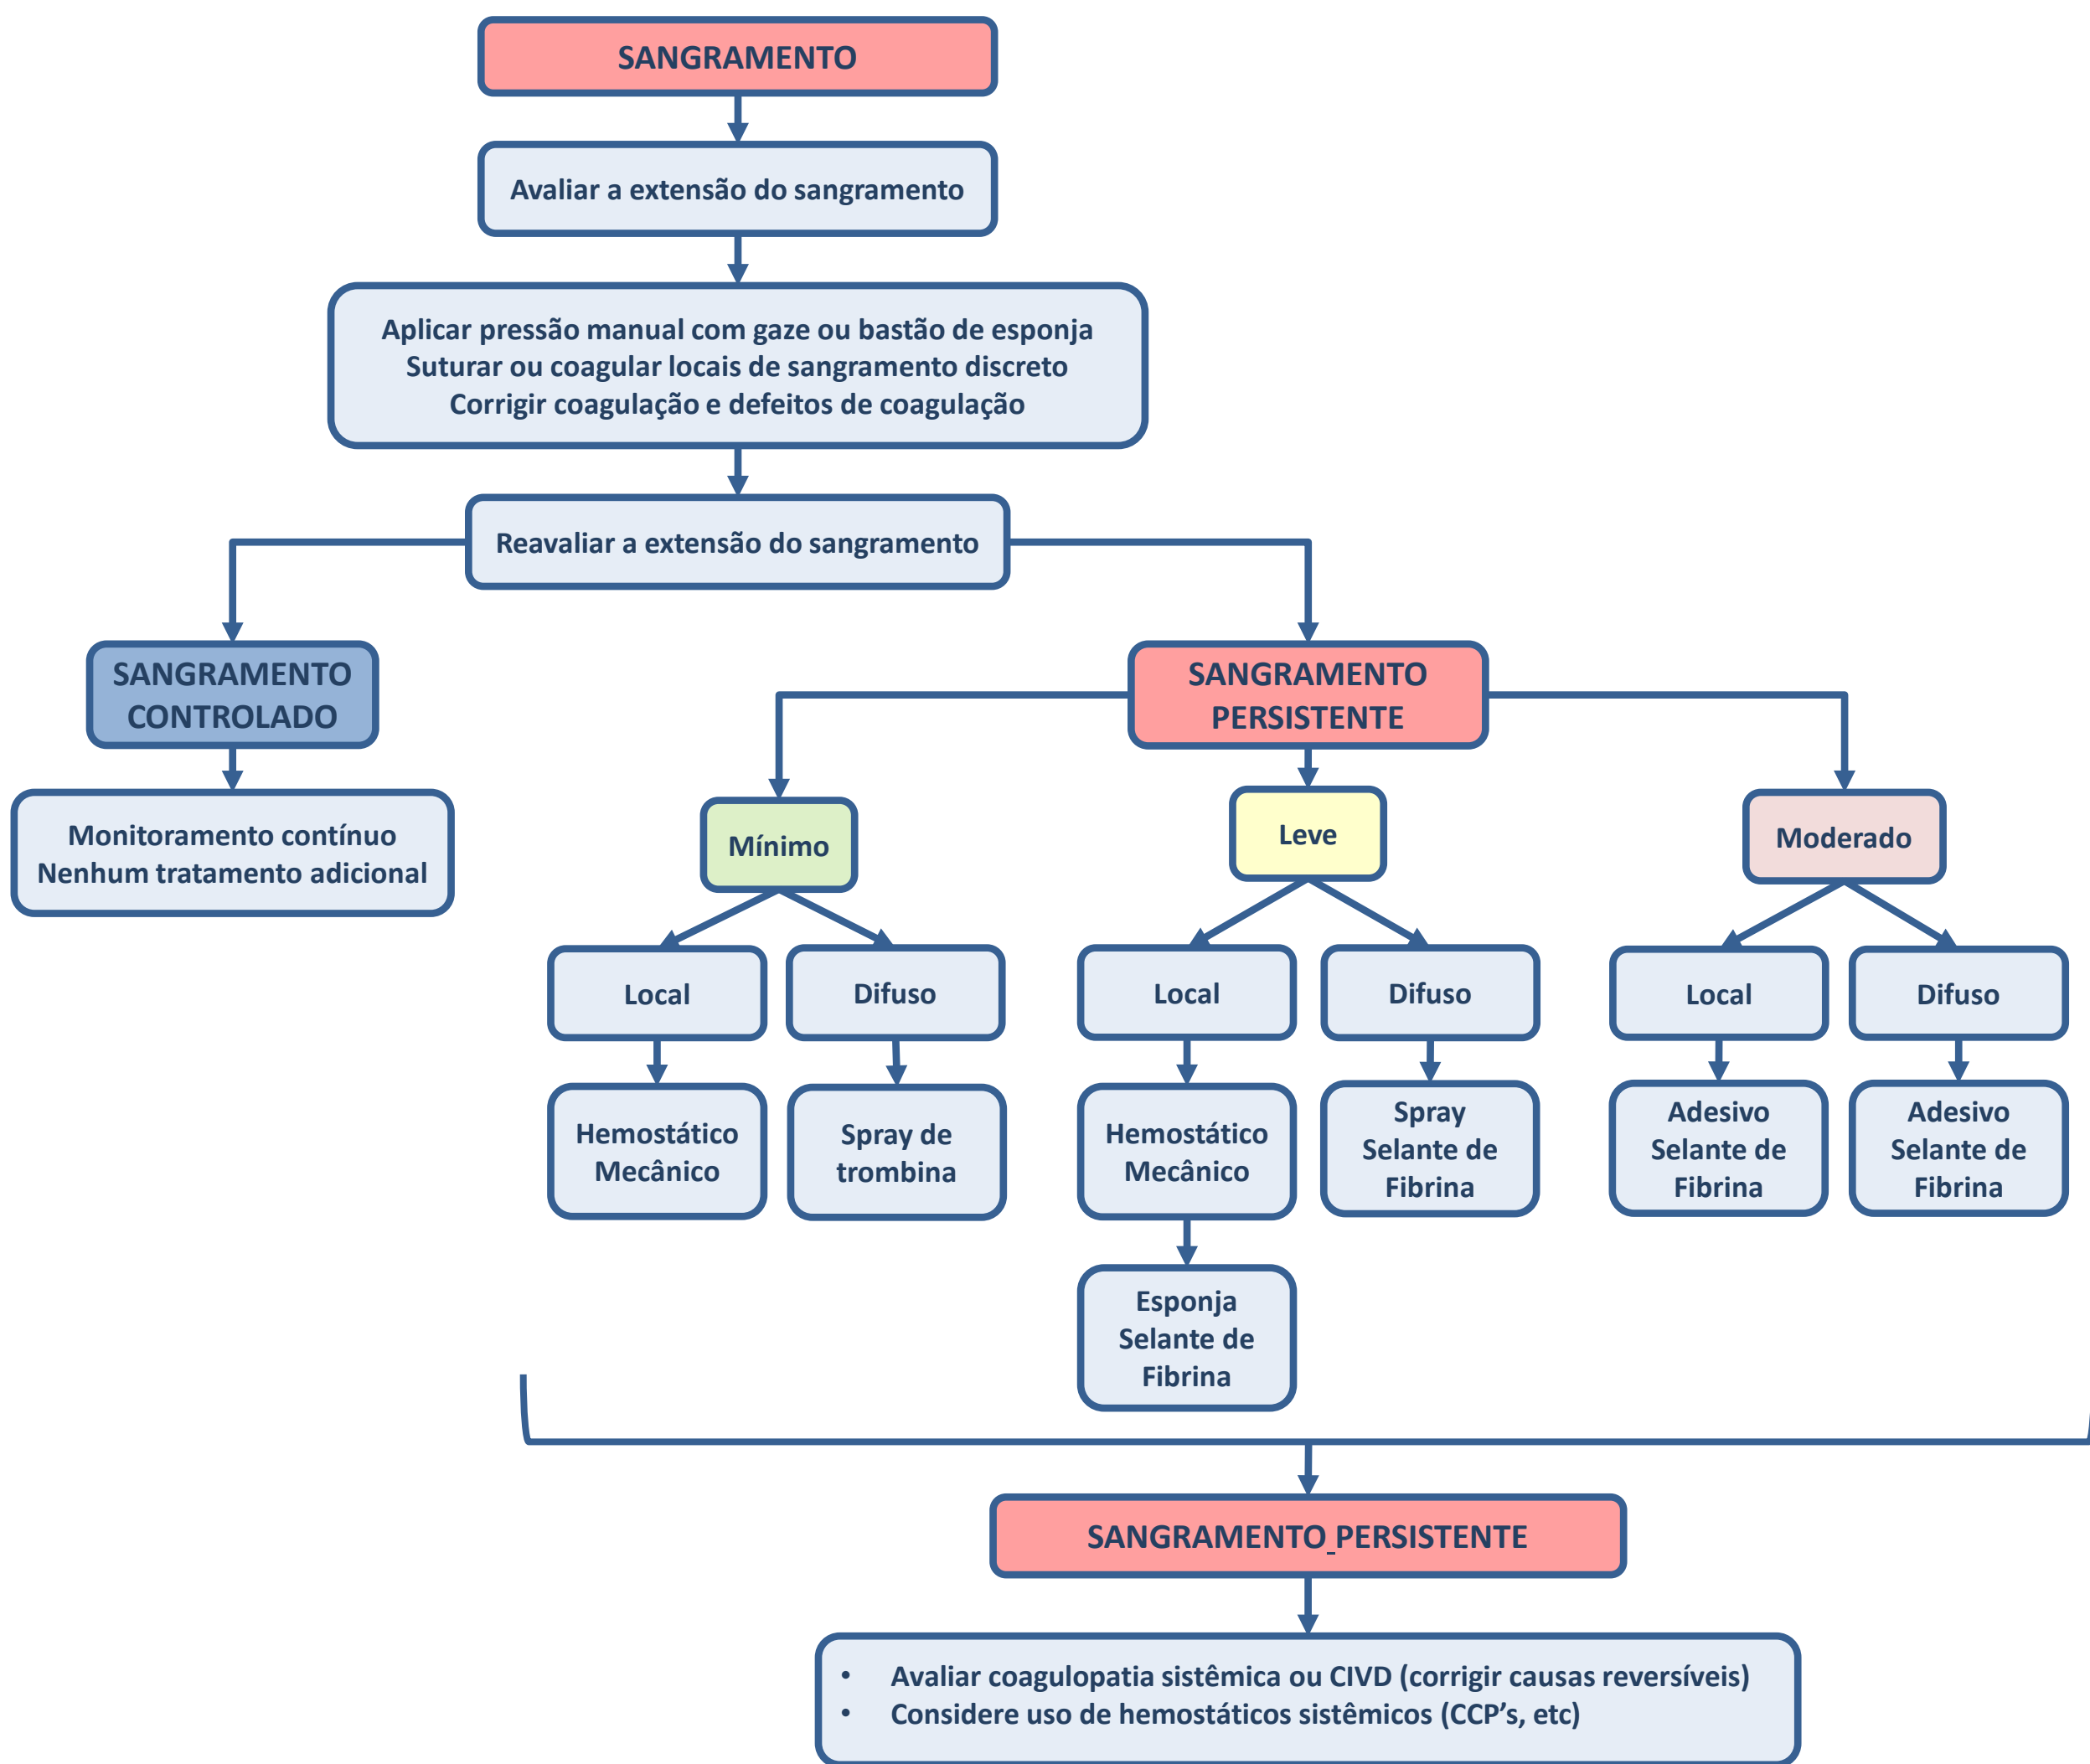 SANGRAMENTO
Avaliar a extensão do sangramento
Aplicar pressão manual com gaze ou bastão de esponja
Suturar ou coagular locais de sangramento discreto
Corrigir coagulação e defeitos de coagulação
Reavaliar a extensão do sangramento
SANGRAMENTO
CONTROLADO
Monitoramento contínuo
Nenhum tratamento adicional
SANGRAMENTO
PERSISTENTE
Mínimo
Local
Hemostático
Mecânico
Difuso
Spray de
trombina
Leve
Local
Hemostático
Mecânico
Esponja
Selante de
Fibrina
Difuso
Spray
Selante de
Fibrina
Moderado
Local
Adesivo
Selante de
Fibrina
Difuso
Adesivo
Selante de
Fibrina
SANGRAMENTO PERSISTENTE
• Avaliar coagulopatia sistêmica ou CIVD (corrigir causas reversíveis)
• Considere uso de hemostáticos sistêmicos (CCP’s, etc)